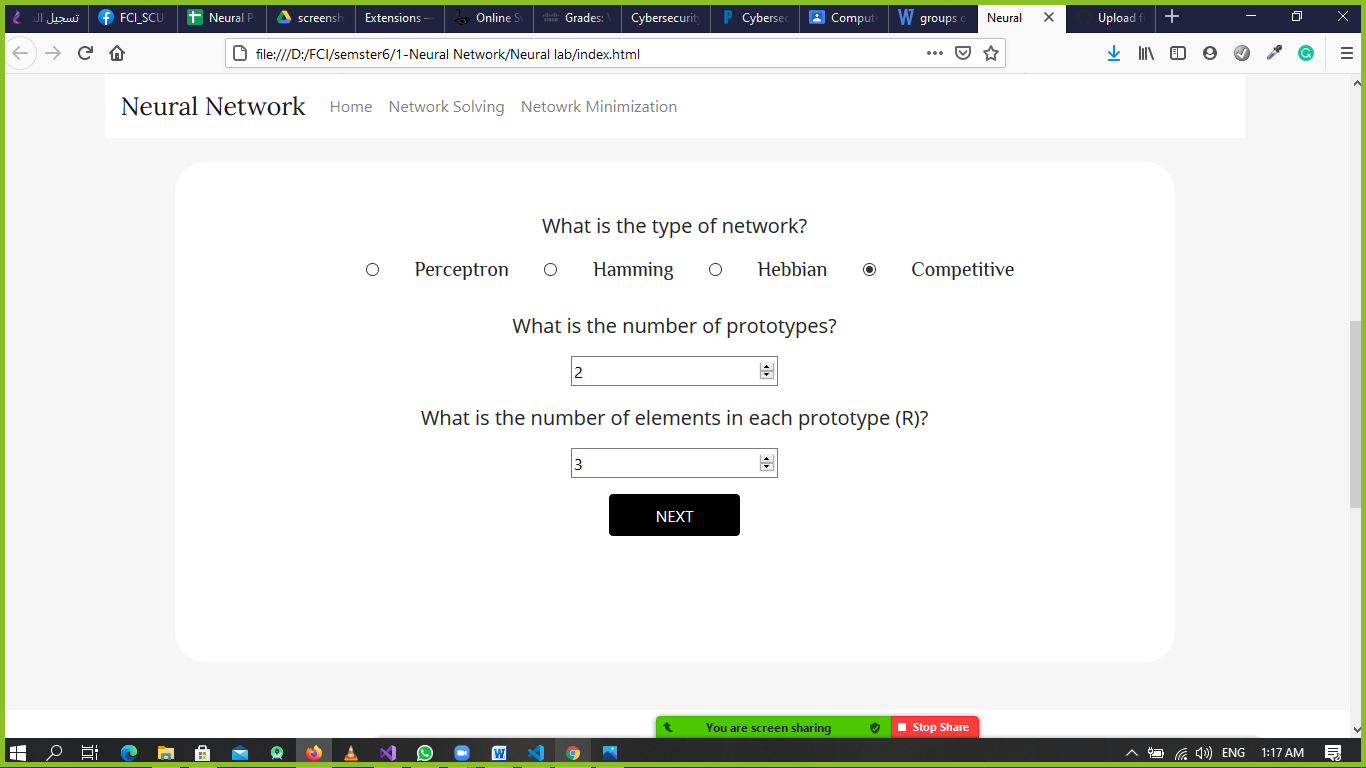 تسجيل ال
FCI_SCU
Neural P
screensh
Extensions —
Online S
Grades:
Cybersecurity
Cybersec
Comput
groups o
Neural
Upload f
file:///D:/FCI/semster6/1-Neural Network/Neural lab/index.html
Neural Network
Home
Network Solving
Netowrk Minimization
What is the type of network?
Perceptron
Hamming
Hebbian
Competitive
What is the number of prototypes?
2
What is the number of elements in each prototype (R)?
3
NEXT
You are screen sharing
Stop Share
ENG
1:17 AM